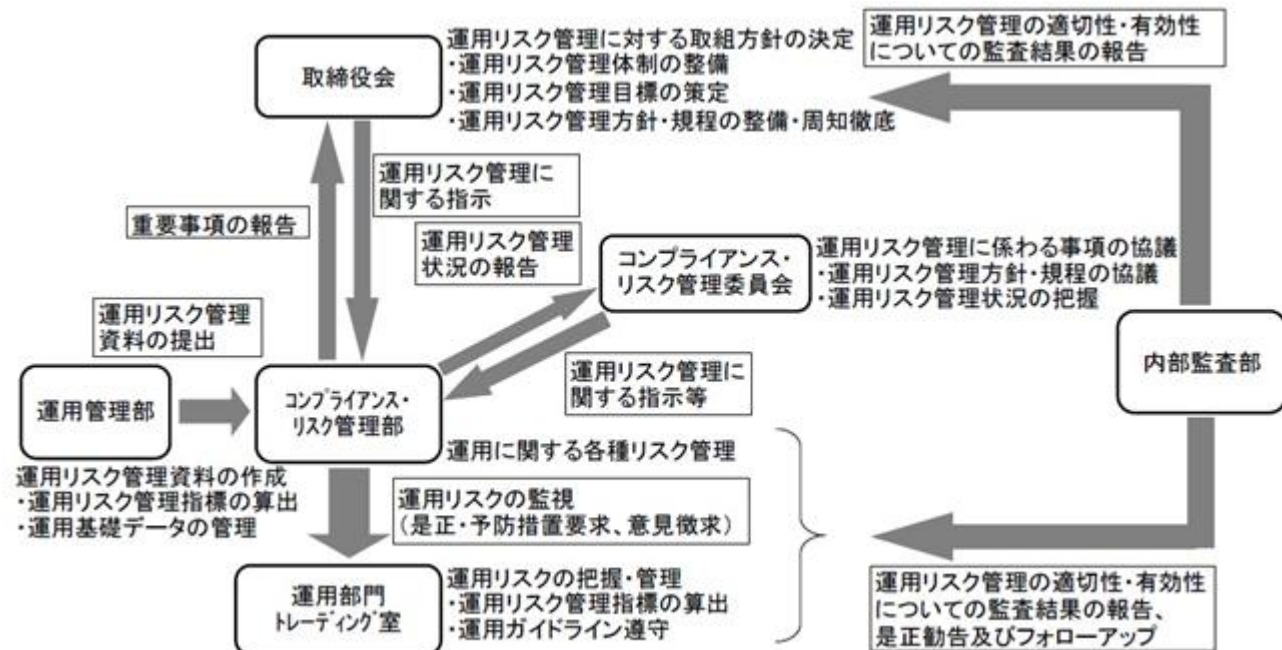 取締役会
運用リスク管理に対する取組方針の決定
・運用リスク管理体制の整備
・運用リスク管理目標の策定
・運用リスク管理方針・規程の整備・周知徹底
運用リスク管理の適切性・有効性
についての監査結果の報告
運用リスク管理に
関する指示
重要事項の報告
運用リスク管理
状況の報告
コンプライアンス・
リスク管理委員会
運用リスク管理に係わる事項の協議
・運用リスク管理方針・規程の協議
・運用リスク管理状況の把握
運用リスク管理
資料の提出
運用リスク管理に
関する指示等
内部監査部
運用管理部
コンプライアンス・
リスク管理部
運用に関する各種リスク管理
運用リスク管理資料の作成
・運用リスク管理指標の算出
・運用基礎データの管理
運用リスクの監視
（是正・予防措置要求、意見徴求）
運用部門
トレーディング室
運用リスクの把握・管理
・運用リスク管理指標の算出
・運用ガイドライン遵守
運用リスク管理の適切性・有効性
についての監査結果の報告、
是正勧告及びフォローアップ